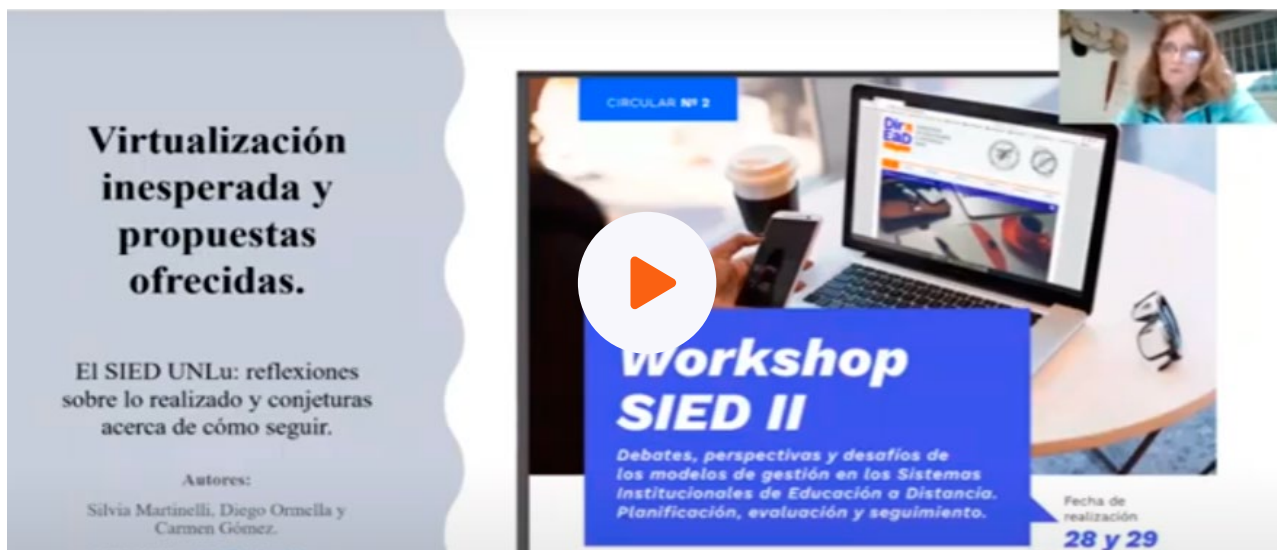 Virtualización
inesperada y
propuestas
ofrecidas.
El SIED UNLu: reflexiones
sobre lo realizado y conjeturas
acerca de cómo seguir.
Autores:
Silvia Martinelli, Diego Ormella y
Carmen Gómez.
CIRCULAR Nº 2
Dir
EaD
Workshop
SIED II
Debates, perspectivas y desafíos de
los modelos de gestión en los Sistemas
Institucionales de Educación a Distancia.
Planificación, evaluación y seguimiento.
Fecha de
realización
28 y 29